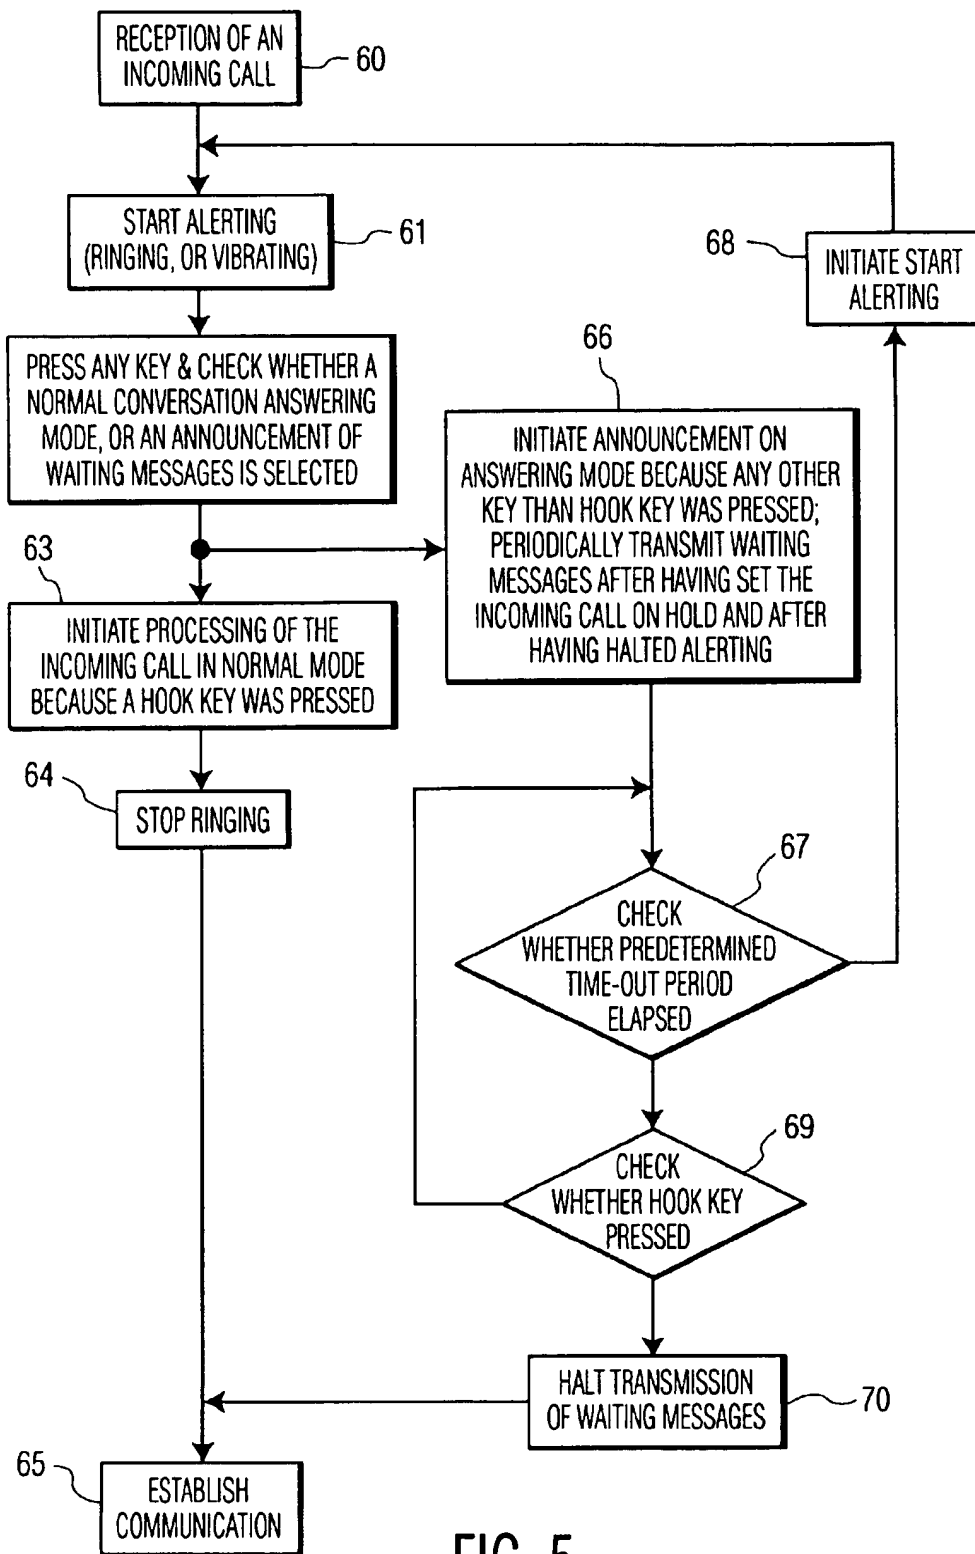 RECEPTION OF AN
INCOMING CALL
60
START ALERTING
(RINGING, OR VIBRATING)
61
68
INITIATE START
ALERTING
PRESS ANY KEY & CHECK WHETHER A
NORMAL CONVERSATION ANSWERING
MODE, OR AN ANNOUNCEMENT OF
WAITING MESSAGES IS SELECTED
66
INITIATE ANNOUNCEMENT ON
ANSWERING MODE BECAUSE ANY OTHER
KEY THAN HOOK KEY WAS PRESSED;
PERIODICALLY TRANSMIT WAITING
MESSAGES AFTER HAVING SET THE
INCOMING CALL ON HOLD AND AFTER
HAVING HALTED ALERTING
63
INITIATE PROCESSING OF THE
INCOMING CALL IN NORMAL MODE
BECAUSE A HOOK KEY WAS PRESSED
64
STOP RINGING
67
CHECK
WHETHER PREDETERMINED
TIME-OUT PERIOD
ELAPSED
69
CHECK
WHETHER HOOK KEY
PRESSED
HALT TRANSMISSION
OF WAITING MESSAGES
70
65
ESTABLISH
COMMUNICATION
FIG. 5